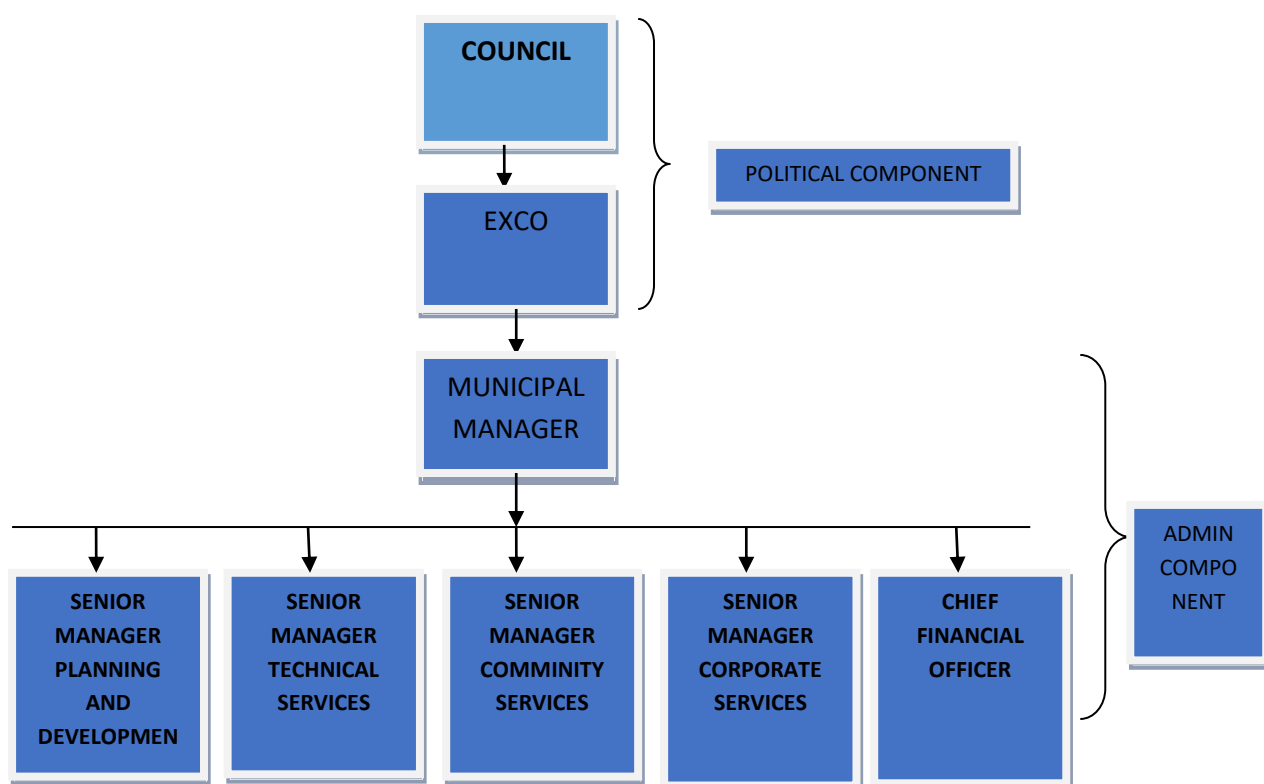 COUNCIL
POLITICAL COMPONENT
EXCO
MUNICIPAL
MANAGER
ADMIN
COMPO
NENT
SENIOR
MANAGER
PLANNING
AND
DEVELOPMEN
SENIOR
MANAGER
TECHNICAL
SERVICES
SENIOR
MANAGER
COMMINITY
SERVICES
SENIOR
MANAGER
CORPORATE
SERVICES
CHIEF
FINANCIAL
OFFICER